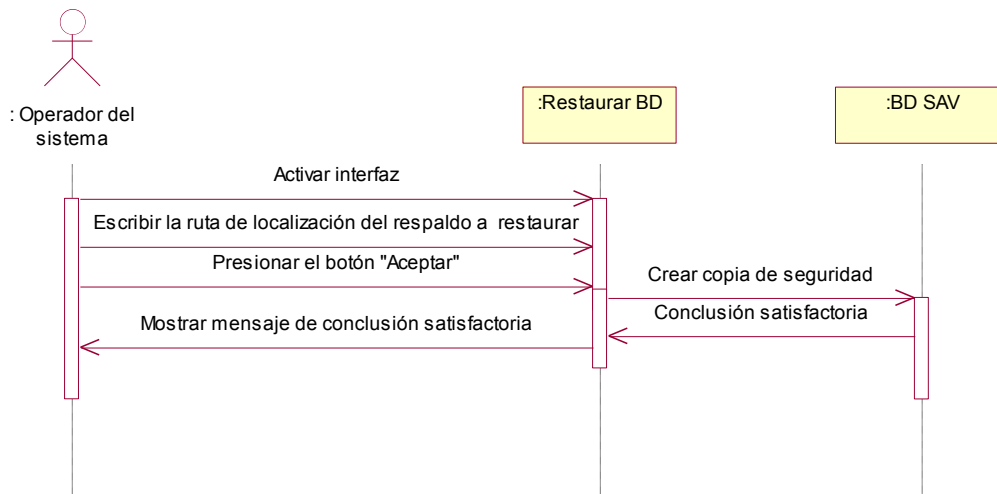 : Operador del
sistema
:Restaurar BD
:BD SAV
Activar interfaz
Escribir la ruta de localización del respaldo a restaurar
Presionar el botón "Aceptar"
Crear copia de seguridad
Conclusión satisfactoria
Mostrar mensaje de conclusión satisfactoria